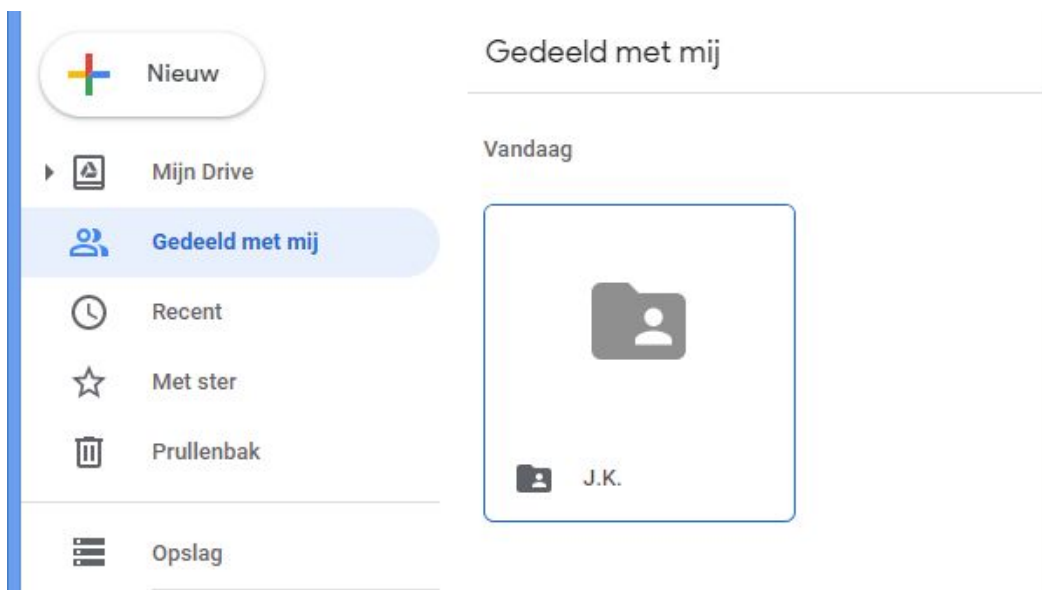 Nieuw
Mijn Drive
Gedeeld met mij
Recent
Met ster
Prullenbak
Opslag
Gedeeld met mij
Vandaag
J.K.